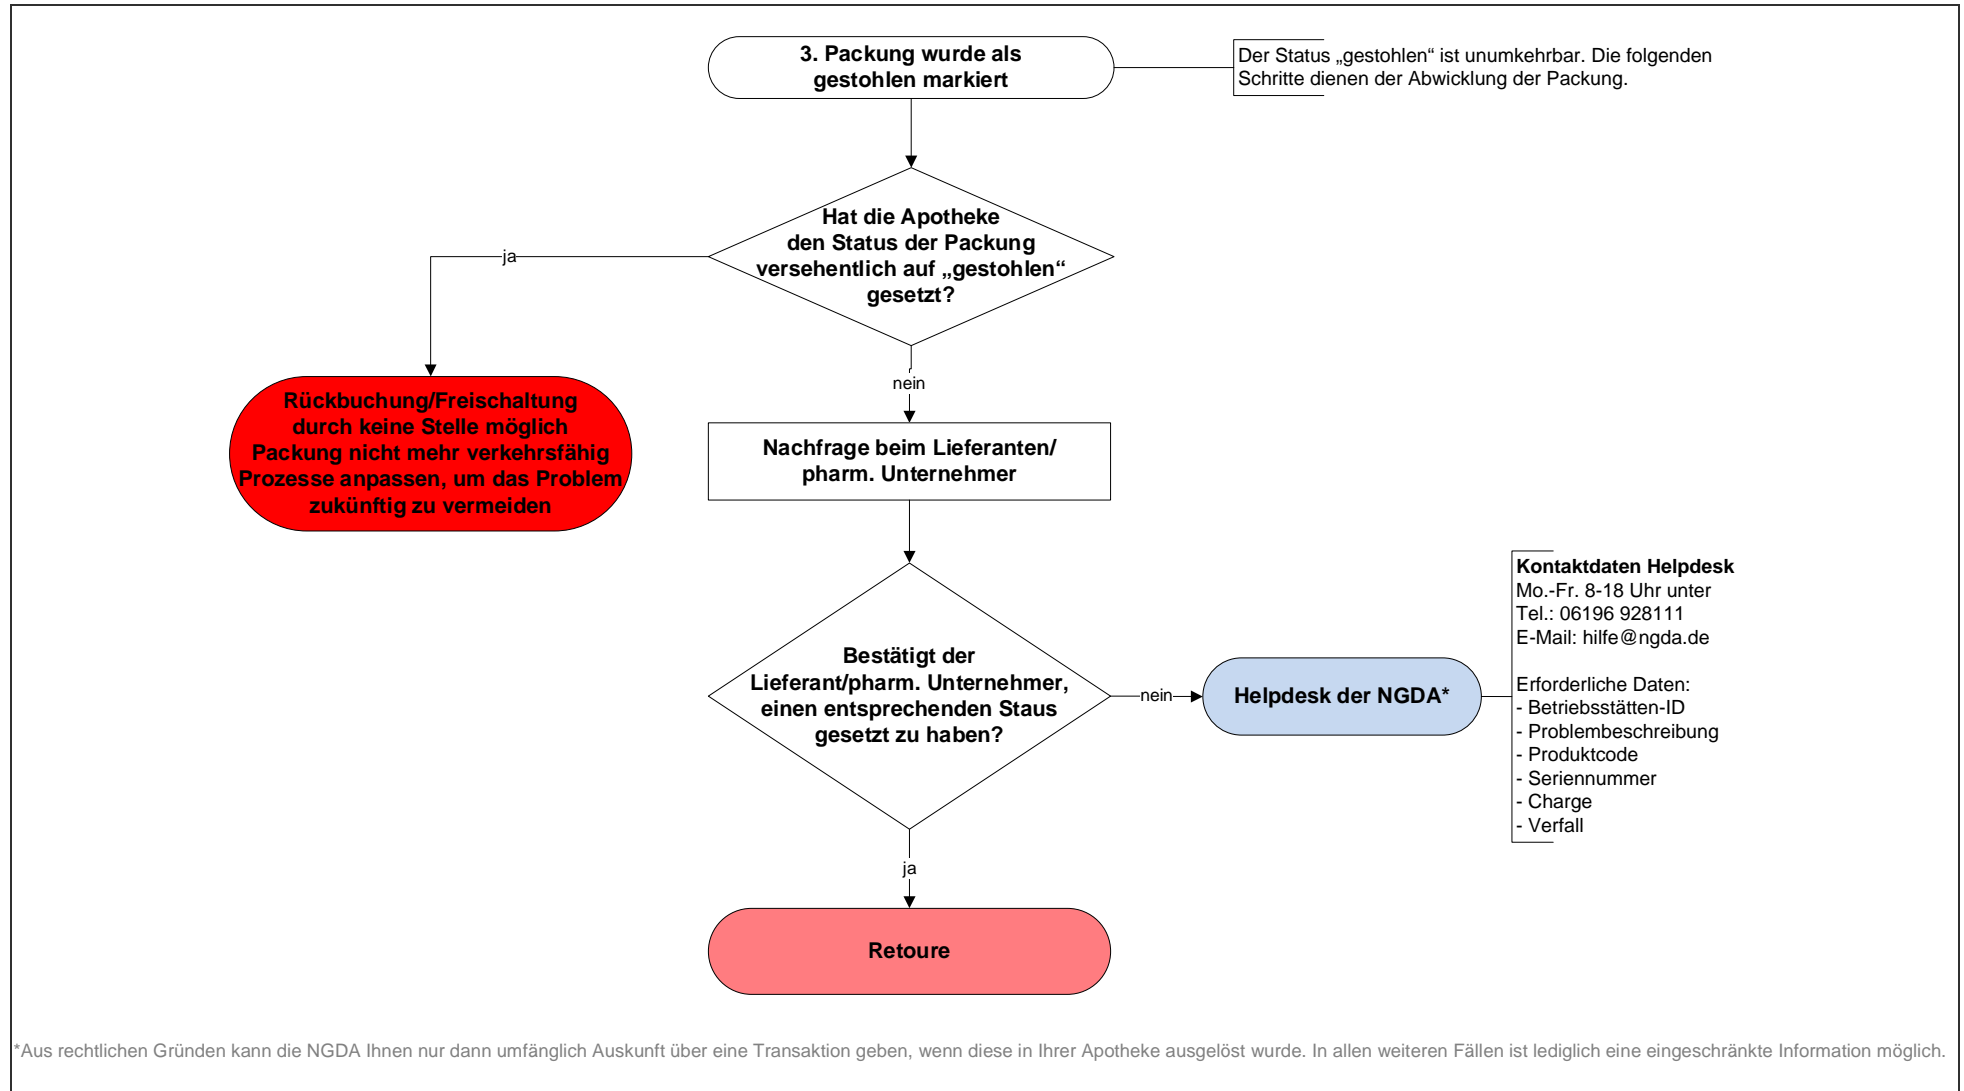 3. Packung wurde als
gestohlen markiert
Der Status „gestohlen“ ist unumkehrbar. Die folgenden
Schritte dienen der Abwicklung der Packung.
Hat die Apotheke
den Status der Packung
versehentlich auf „gestohlen“
gesetzt?
ja
nein
Rückbuchung/Freischaltung
durch keine Stelle möglich
Packung nicht mehr verkehrsfähig
Prozesse anpassen, um das Problem
zukünftig zu vermeiden
Nachfrage beim Lieferanten/
pharm. Unternehmer
Bestätigt der
Lieferant/pharm. Unternehmer,
einen entsprechenden Staus
gesetzt zu haben?
nein
Helpdesk der NGDA*
Kontaktdaten Helpdesk
Mo.-Fr. 8-18 Uhr unter
Tel.: 06196 928111
E-Mail: hilfe@ngda.de
Erforderliche Daten:
- Betriebsstätten-ID
- Problembeschreibung
- Produktcode
- Seriennummer
- Charge
- Verfall
ja
Retoure
*Aus rechtlichen Gründen kann die NGDA Ihnen nur dann umfänglich Auskunft über eine Transaktion geben, wenn diese in Ihrer Apotheke ausgelöst wurde. In allen weiteren Fällen ist lediglich eine eingeschränkte Information möglich.